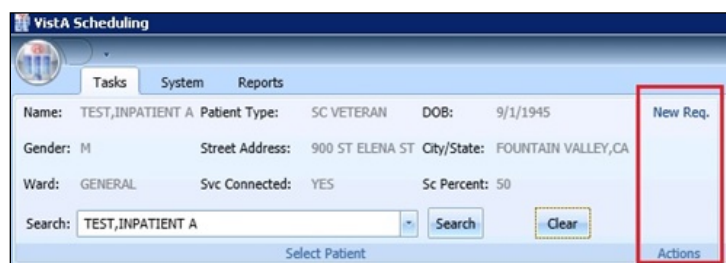 VistA Scheduling
Tasks System Reports
Name: TEST,INPATIENT A Patient Type: SC VETERAN DOB: 9/1/1945 New Req.
Gender: M Street Address: 900 ST ELENA ST City/State: FOUNTAIN VALLEY,CA
Ward: GENERAL Svc Connected: YES Sc Percent: 50
Search: TEST,INPATIENT A Search Clear
Select Patient Actions